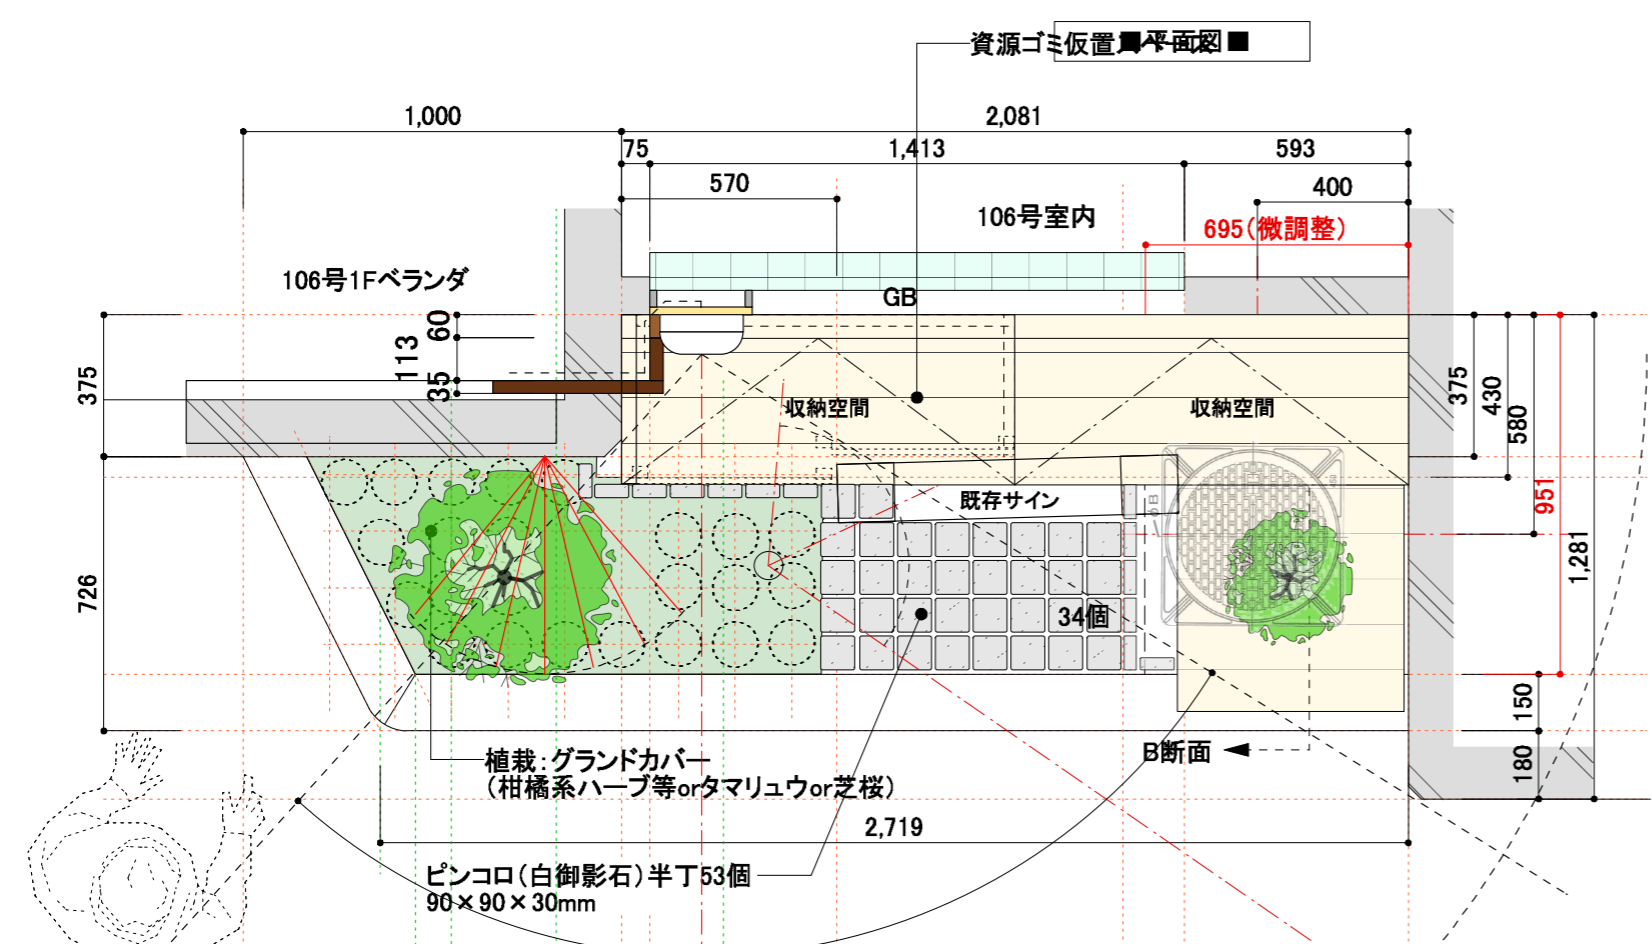 資源ゴミ仮置スペース
■平面図■
1,000
2,081
75
1,413
593
570
400
106号室内
695(微調整)
106号1Fベランダ
GB
60
113
35
375
375
430
580
951
1,281
収納空間
収納空間
既存サイン
726
34個
150
180
B断面
植栽:グランドカバー
(柑橘系ハーブ等orタマリュウor芝桜)
2,719
ピンコロ(白御影石)半丁53個
90×90×30mm